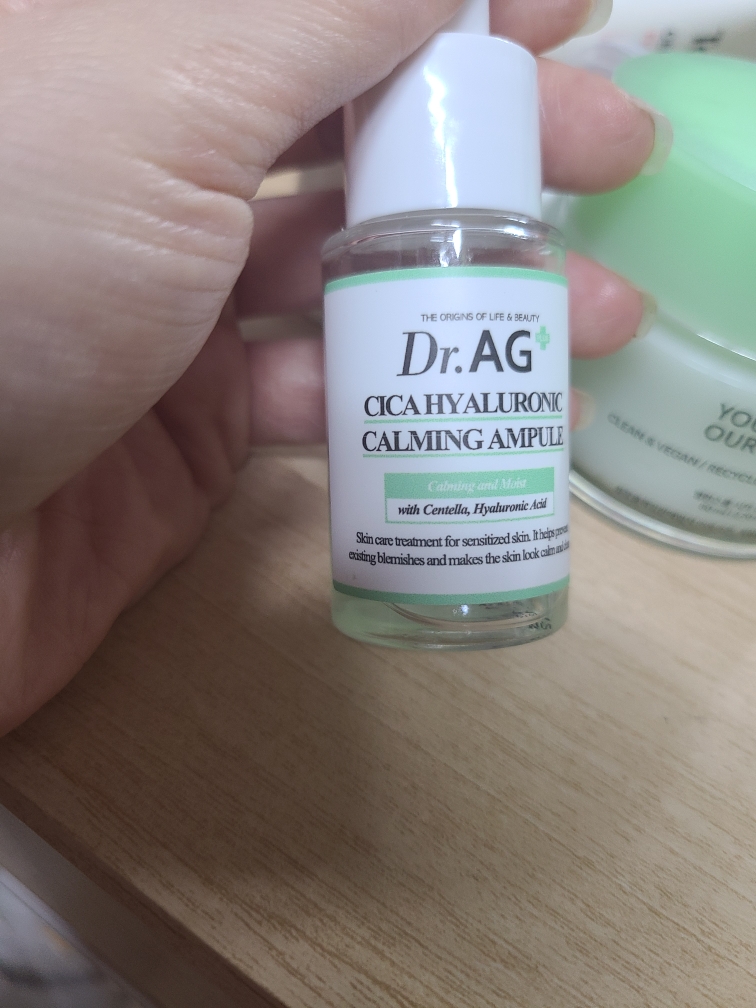 THE ORIGINS OF LIFE & BEAUTY
Dr.AG+
CICA HYALURONIC
CALMING AMPULE
Calming and Moist
with Centella, Hyaluronic Acid
Skin care treatment for sensitized skin. It helps
existing blemishes and makes the skin look calm and
YOU
OUR
CLEAN & VEGAN / RECYCL